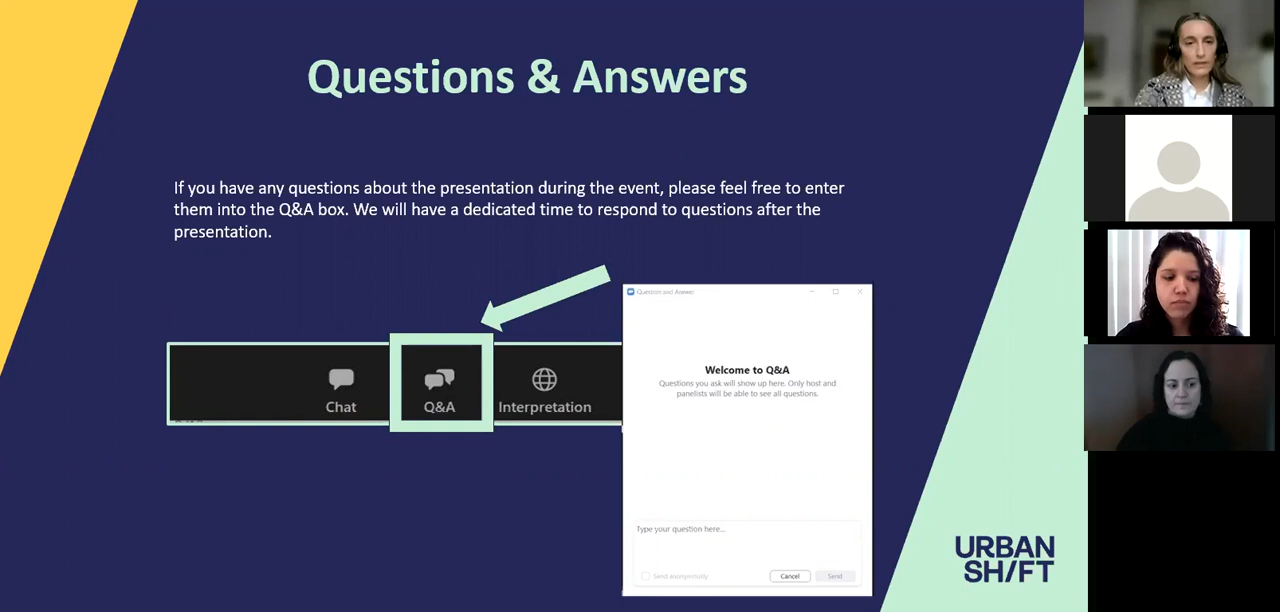 Questions & Answers
If you have any questions about the presentation during the event, please feel free to enter
them into the Q&A box. We will have a dedicated time to respond to questions after the
presentation.
Chat
Q&A
Interpretation
Question and Answer
Welcome to Q&A
Questions you ask will show up here. Only host and
panelists will be able to see all questions.
Type your question here...
Send anonymously
Cancel
Send
URBAN
SH/FT